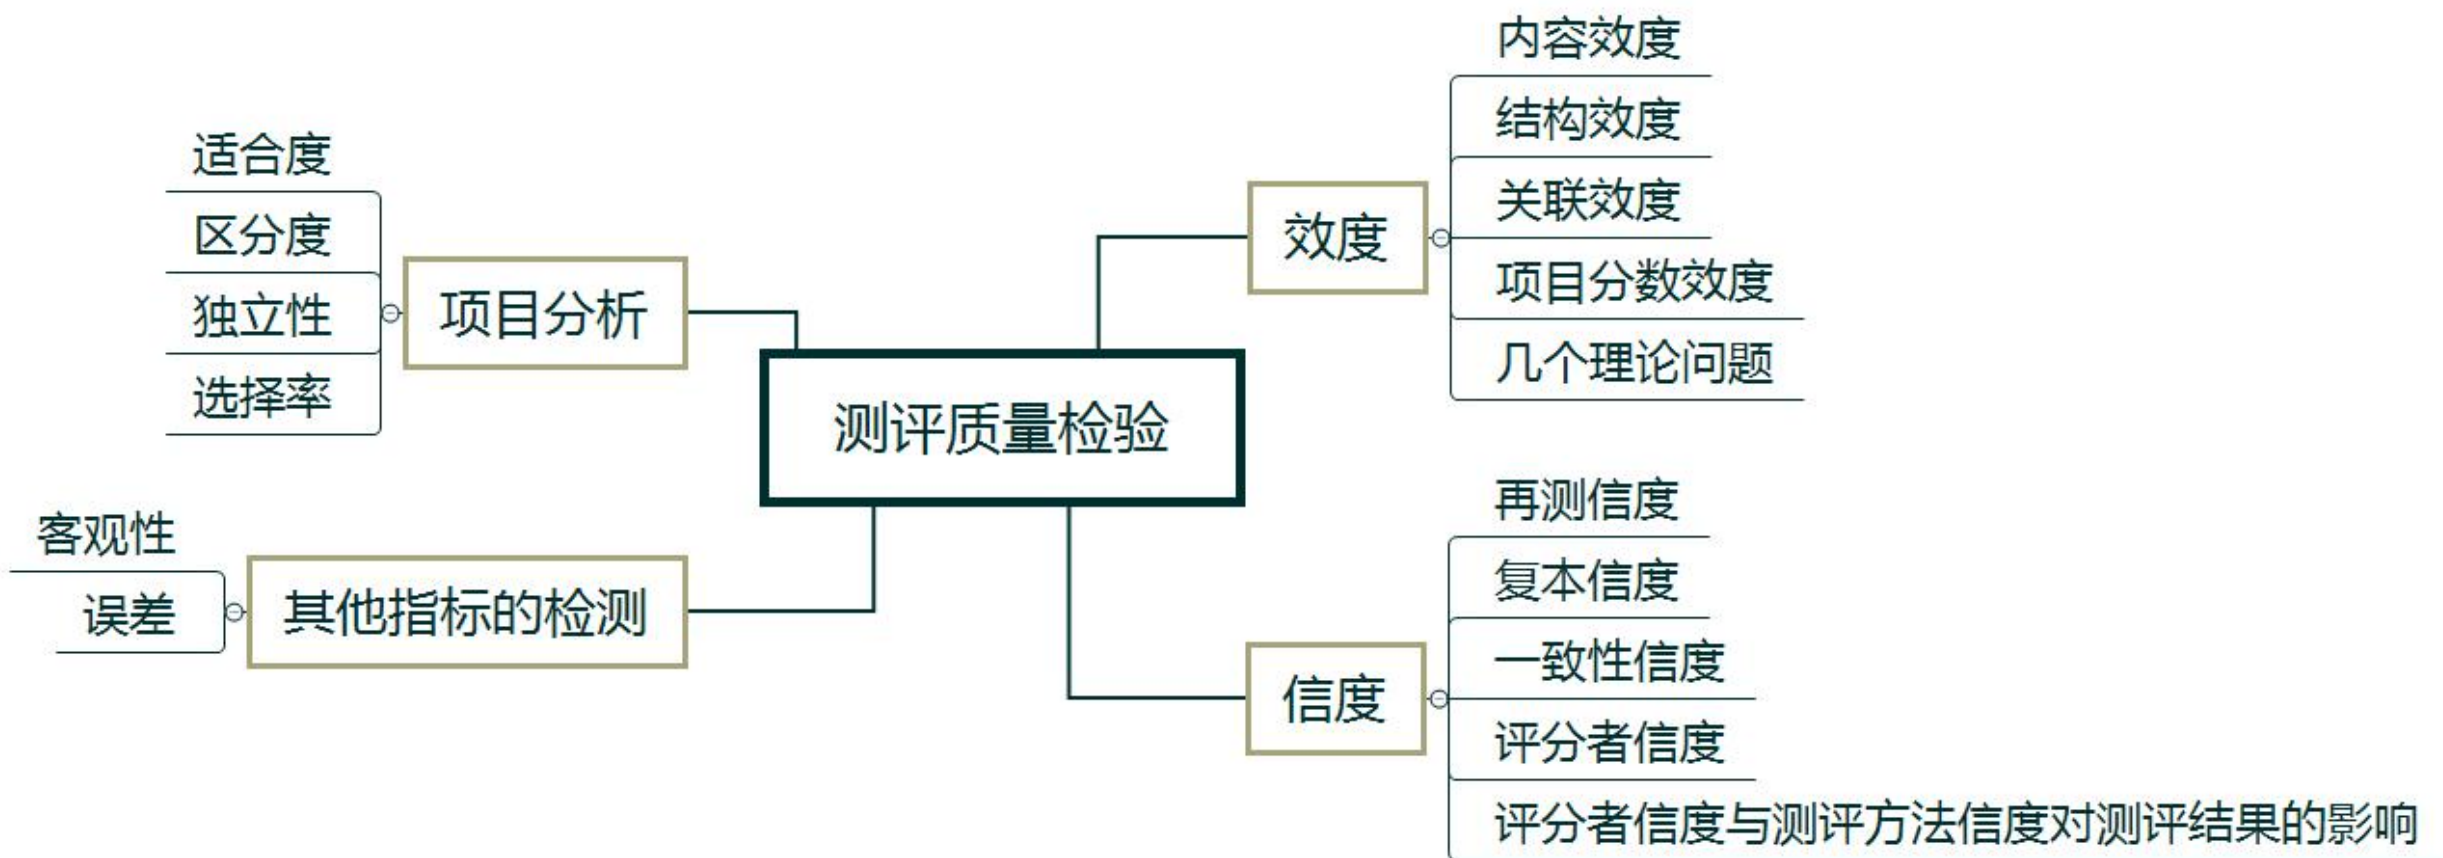 测评质量检验
效度
内容效度
结构效度
关联效度
项目分数效度
几个理论问题
信度
再测信度
复本信度
一致性信度
评分者信度
评分者信度与测评方法信度对测评结果的影响
项目分析
适合度
区分度
独立性
选择率
其他指标的检测
客观性
误差